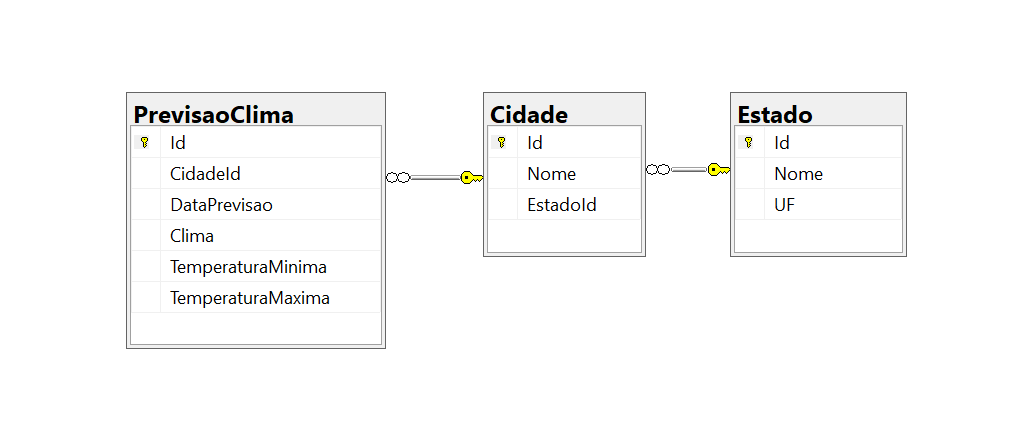 PrevisaoClima
Id
CidadeId
DataPrevisao
Clima
TemperaturaMinima
TemperaturaMaxima
Cidade
Id
Nome
EstadoId
Estado
Id
Nome
UF